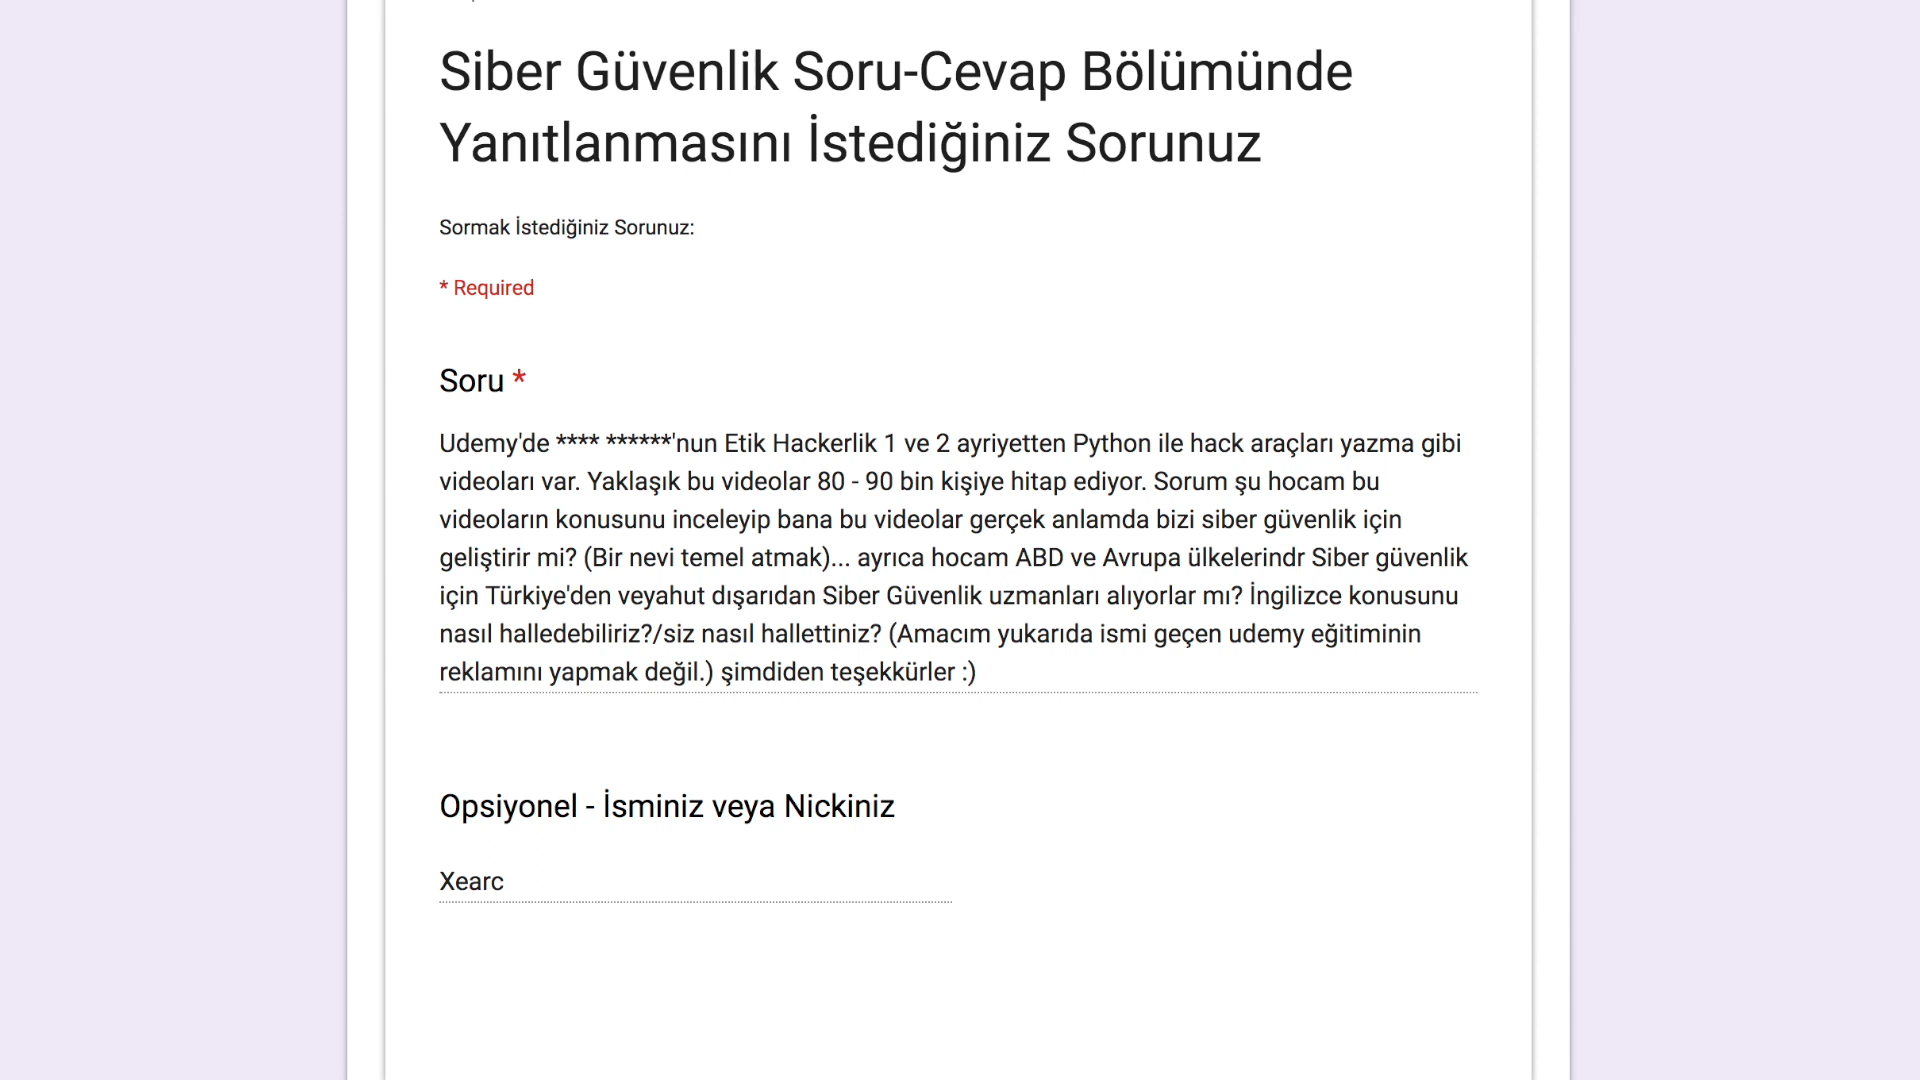 Siber Güvenlik Soru-Cevap Bölümünde
Yanıtlanmasını İstediğiniz Sorunuz
Sormak İstediğiniz Sorunuz:
* Required
Soru *
Udemy'de **** ******'nun Etik Hackerlik 1 ve 2 ayriyetten Python ile hack araçları yazma gibi
videoları var. Yaklaşık bu videolar 80 - 90 bin kişiye hitap ediyor. Sorum şu hocam bu
videoların konusunu inceleyip bana bu videolar gerçek anlamda bizi siber güvenlik için
geliştirir mi? (Bir nevi temel atmak)... ayrıca hocam ABD ve Avrupa ülkelerindr Siber güvenlik
için Türkiye'den veyahut dışarıdan Siber Güvenlik uzmanları alıyorlar mı? İngilizce konusunu
nasıl halledebiliriz?/siz nasıl hallettiniz? (Amacım yukarıda ismi geçen udemy eğitiminin
reklamını yapmak değil.) şimdiden teşekkürler :)
Opsiyonel - İsminiz veya Nickiniz
Xearc